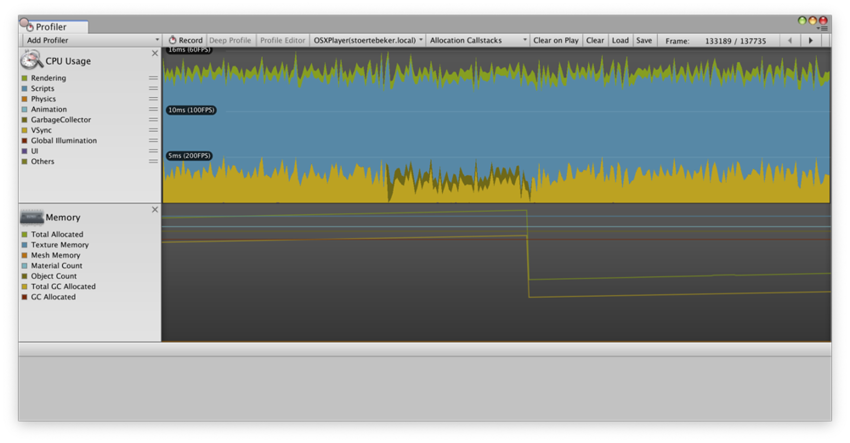 Profiler
Add Profiler Record Deep Profile Profile Editor OSXPlayer(stoertebeker.local) Allocation Callstacks Clear on Play Clear Load Save Frame: 133189 / 137735
CPU Usage
Rendering
Scripts
Physics
Animation
GarbageCollector
VSync
Global Illumination
UI
Others
16ms (60FPS)
10ms (100FPS)
5ms (200FPS)
Memory
Total Allocated
Texture Memory
Mesh Memory
Material Count
Object Count
Total GC Allocated
GC Allocated